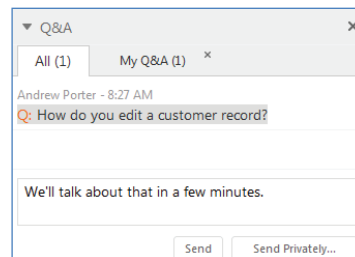 Q&A
All (1) My Q&A (1)
Andrew Porter - 8:27 AM
Q: How do you edit a customer record?
We'll talk about that in a few minutes.
Send Send Privately...